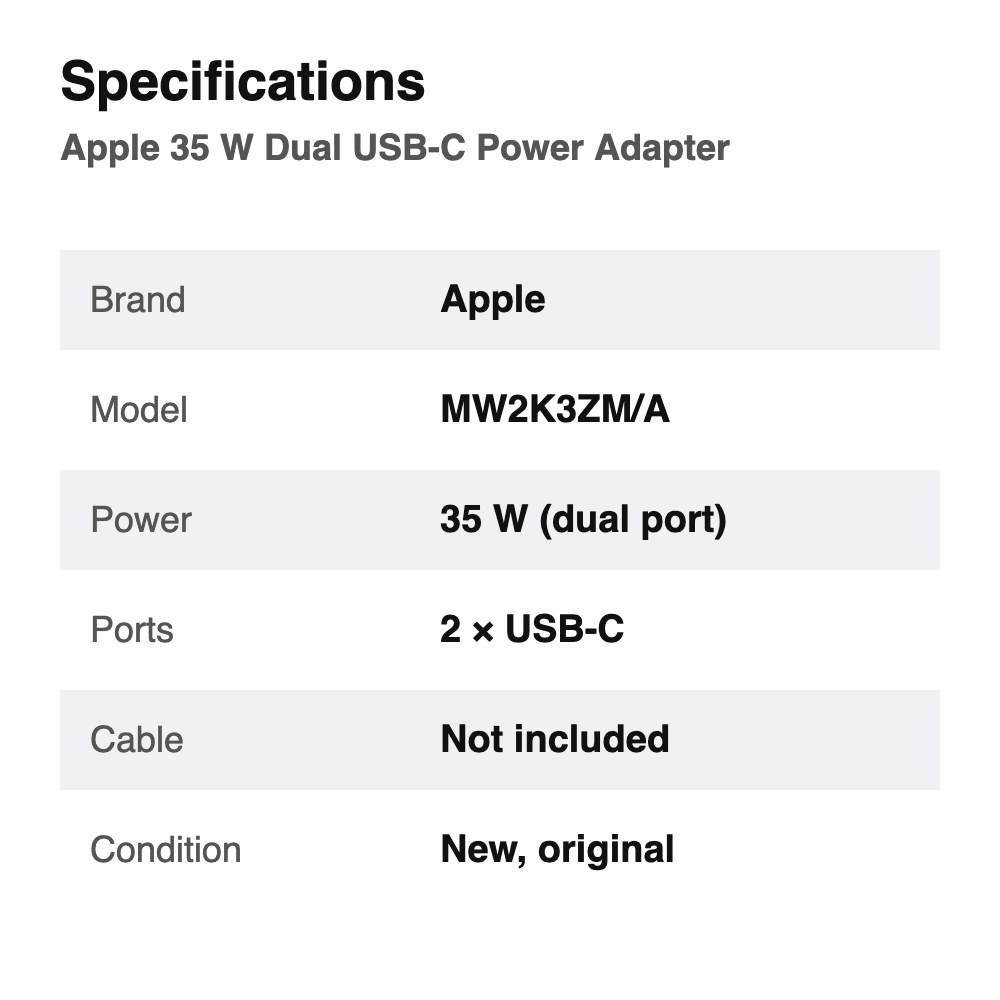 Specifications
Apple 35 W Dual USB-C Power Adapter
Brand Apple
Model MW2K3ZM/A
Power 35 W (dual port)
Ports 2 × USB-C
Cable Not included
Condition New, original